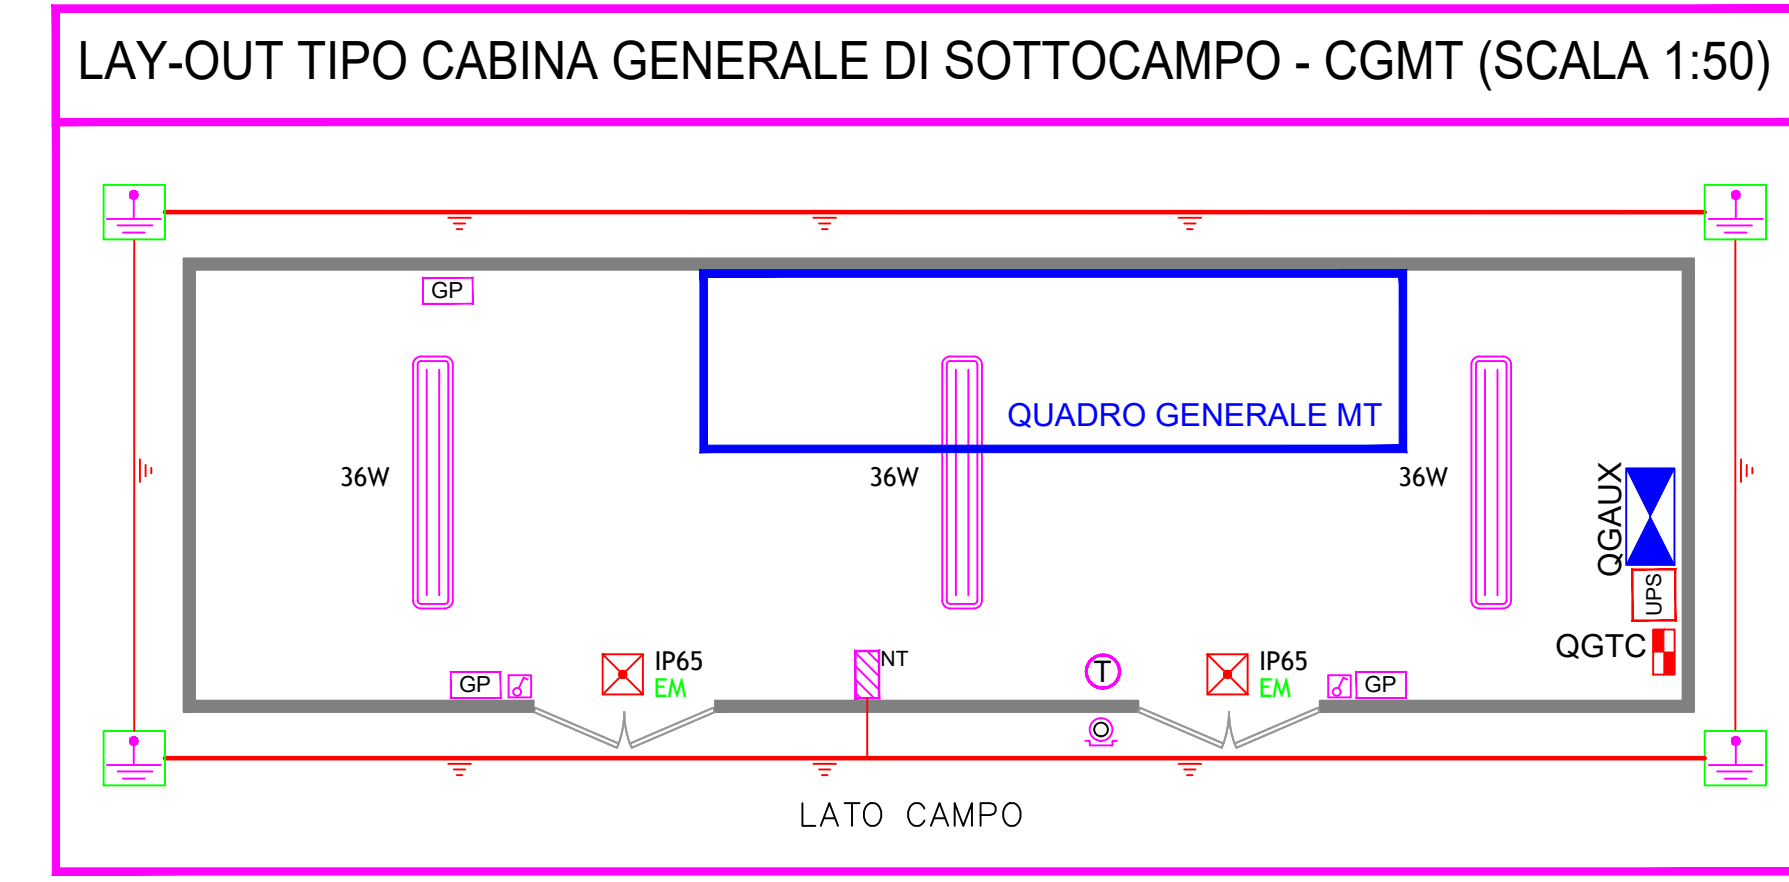 LAY-OUT TIPO CABINA GENERALE DI SOTTOCAMPO - CGMT (SCALA 1:50)
GP
QUADRO GENERALE MT
36W
36W
36W
QGAUX
UPS
QGTC
IP65
EM
NT
T
IP65
EM
GP
GP
LATO CAMPO